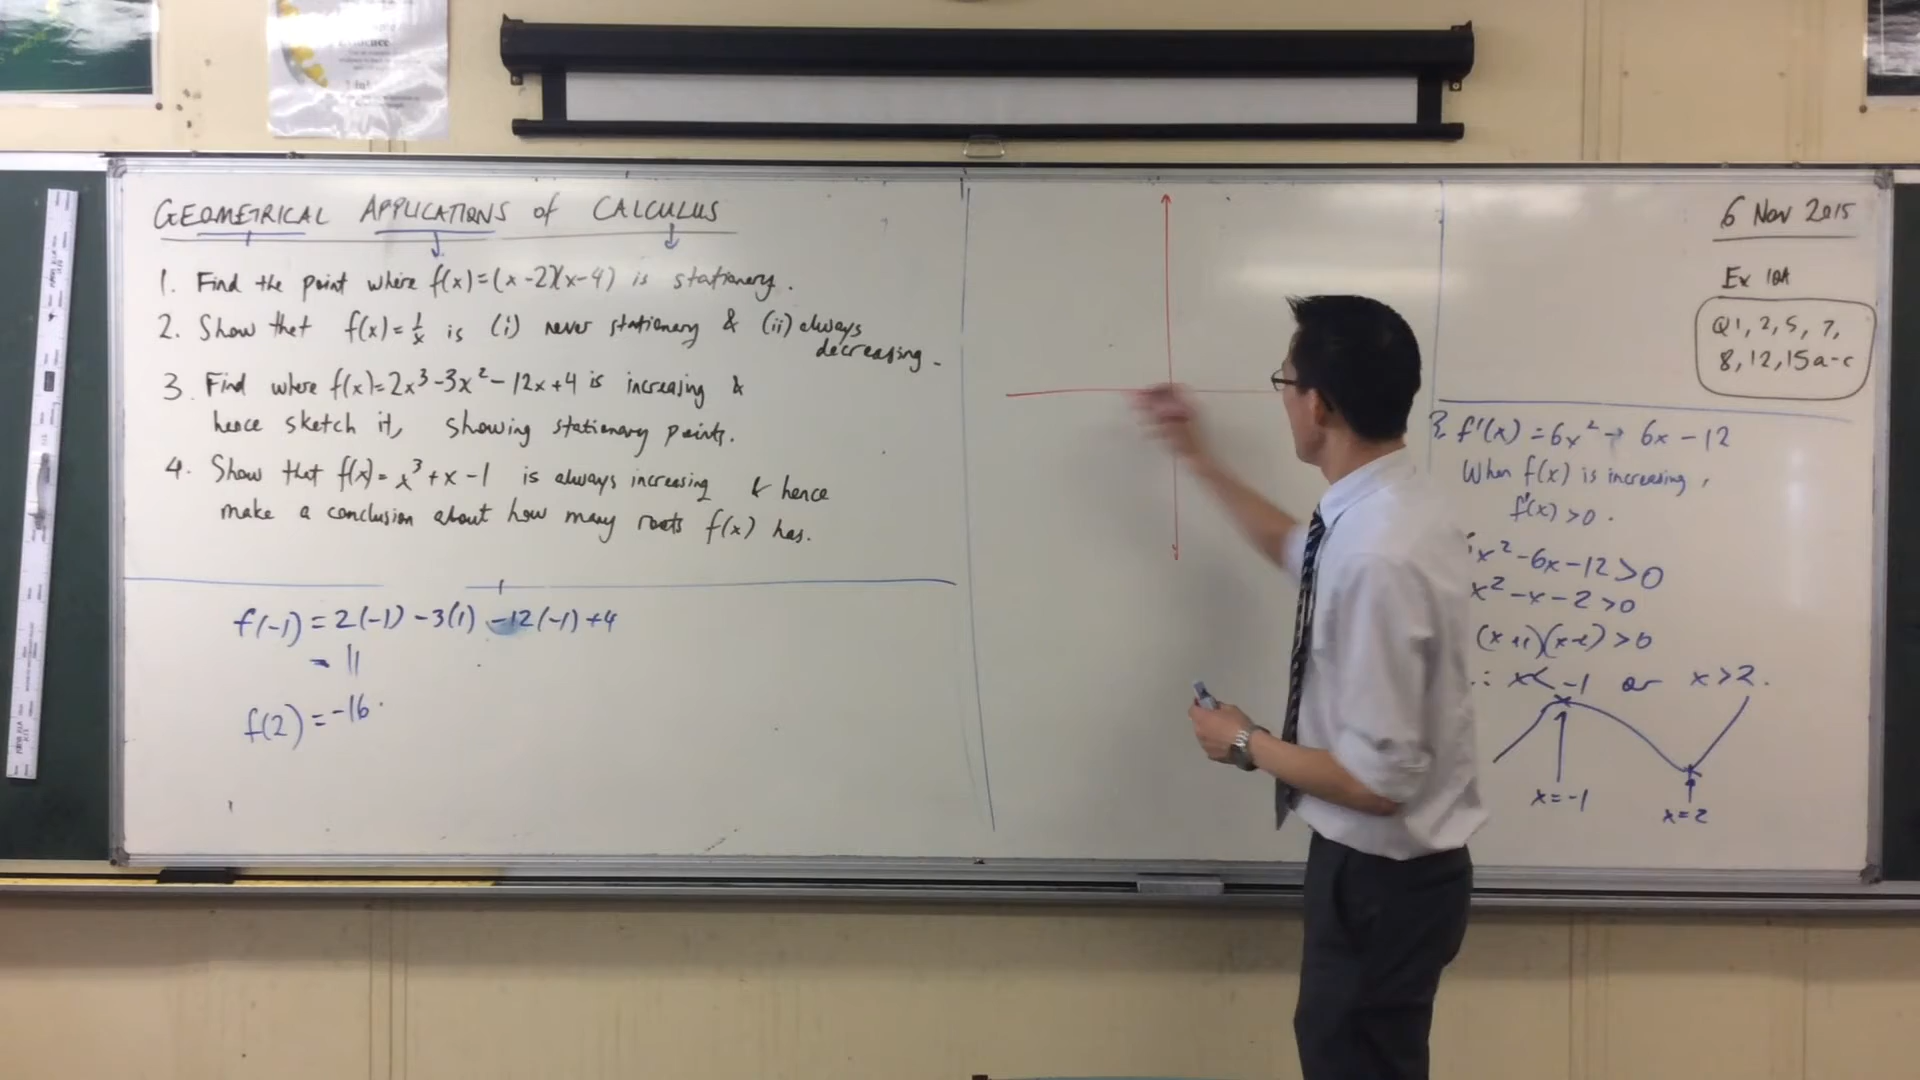 GEOMETRICAL APPLICATIONS of CALCULUS
1. Find the point where f(x)=(x-2)(x-4) is stationary.
2. Show that f(x)=1/x is (i) never stationary & (ii) always
decreasing.
3. Find where f(x)=2x³-3x²-12x+4 is increasing &
hence sketch it, showing stationary points.
4. Show that f(x)=x³+x-1 is always increasing & hence
make a conclusion about how many roots f(x) has.
f(-1)=2(-1)-3(1)-12(-1)+4
= 11
f(2)=-16.
6 Nov 2015
Ex 10A
Q1, 2, 5, 7,
8, 12, 15a-c
3. f'(x)=6x²-6x-12
When f(x) is increasing,
f'(x)>0.
x²-6x-12>0
x²-x-2>0
(x+1)(x-2)>0
∴ x<-1 or x>2.
x=-1
x=2